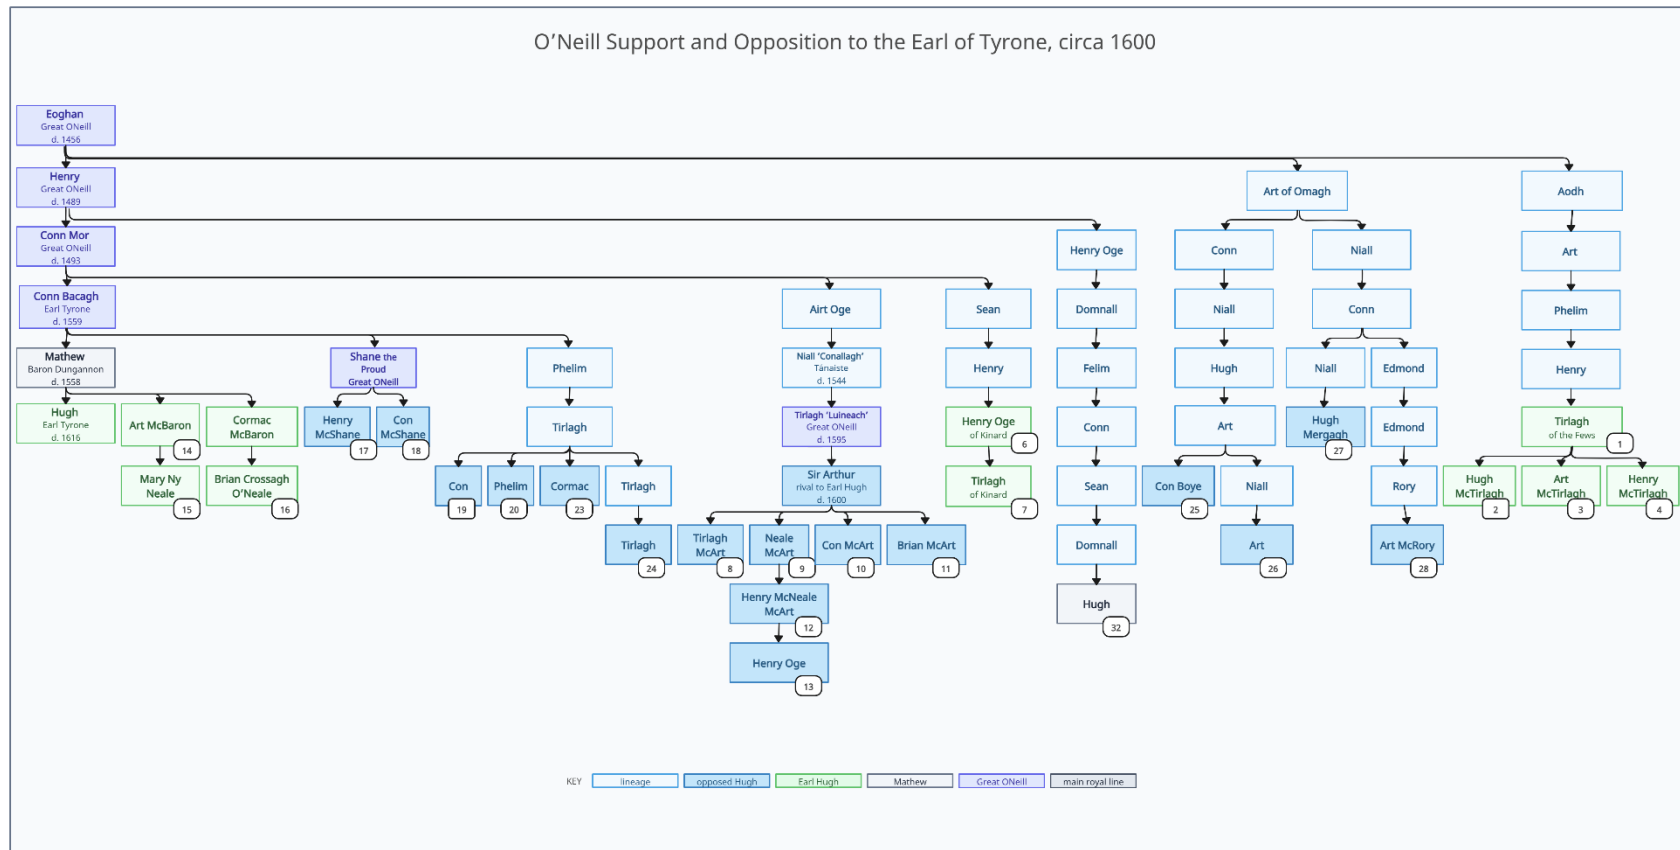 O’Neill Support and Opposition to the Earl of Tyrone, circa 1600
Eoghan
Great ONeill
d. 1456
Henry
Great ONeill
d. 1489
Art of Omagh
Aodh
Conn Mor
Great ONeill
d. 1493
Henry Oge
Conn
Niall
Art
Conn Bacagh
Earl Tyrone
d. 1559
Airt Oge
Sean
Domnall
Niall
Conn
Phelim
Mathew
Baron Dungannon
d. 1558
Shane the
Proud
Great ONeill
Phelim
Niall ‘Conallagh’
Tánaiste
d. 1544
Henry
Felim
Hugh
Niall
Edmond
Henry
Hugh
Earl Tyrone
d. 1616
Art McBaron
14
Cormac
McBaron
Henry
McShane
17
Con
McShane
18
Tirlagh
Tirlagh ‘Luineach’
Great ONeill
d. 1595
Henry Oge
of Kinard
6
Conn
Art
Hugh
Mergagh
27
Edmond
Tirlagh
of the Fews
1
Mary Ny
Neale
15
Brian Crossagh
O’Neale
16
Con
19
Phelim
20
Cormac
23
Tirlagh
Sir Arthur
rival to Earl Hugh
d. 1600
Tirlagh
of Kinard
7
Sean
Con Boye
25
Niall
Rory
Hugh
McTirlagh
2
Art
McTirlagh
3
Henry
McTirlagh
4
Tirlagh
24
Tirlagh
McArt
8
Neale
McArt
9
Con McArt
10
Brian McArt
11
Domnall
Art
26
Art McRory
28
Henry McNeale
McArt
12
Hugh
32
Henry Oge
13
KEY
lineage
opposed Hugh
Earl Hugh
Mathew
Great ONeill
main royal line